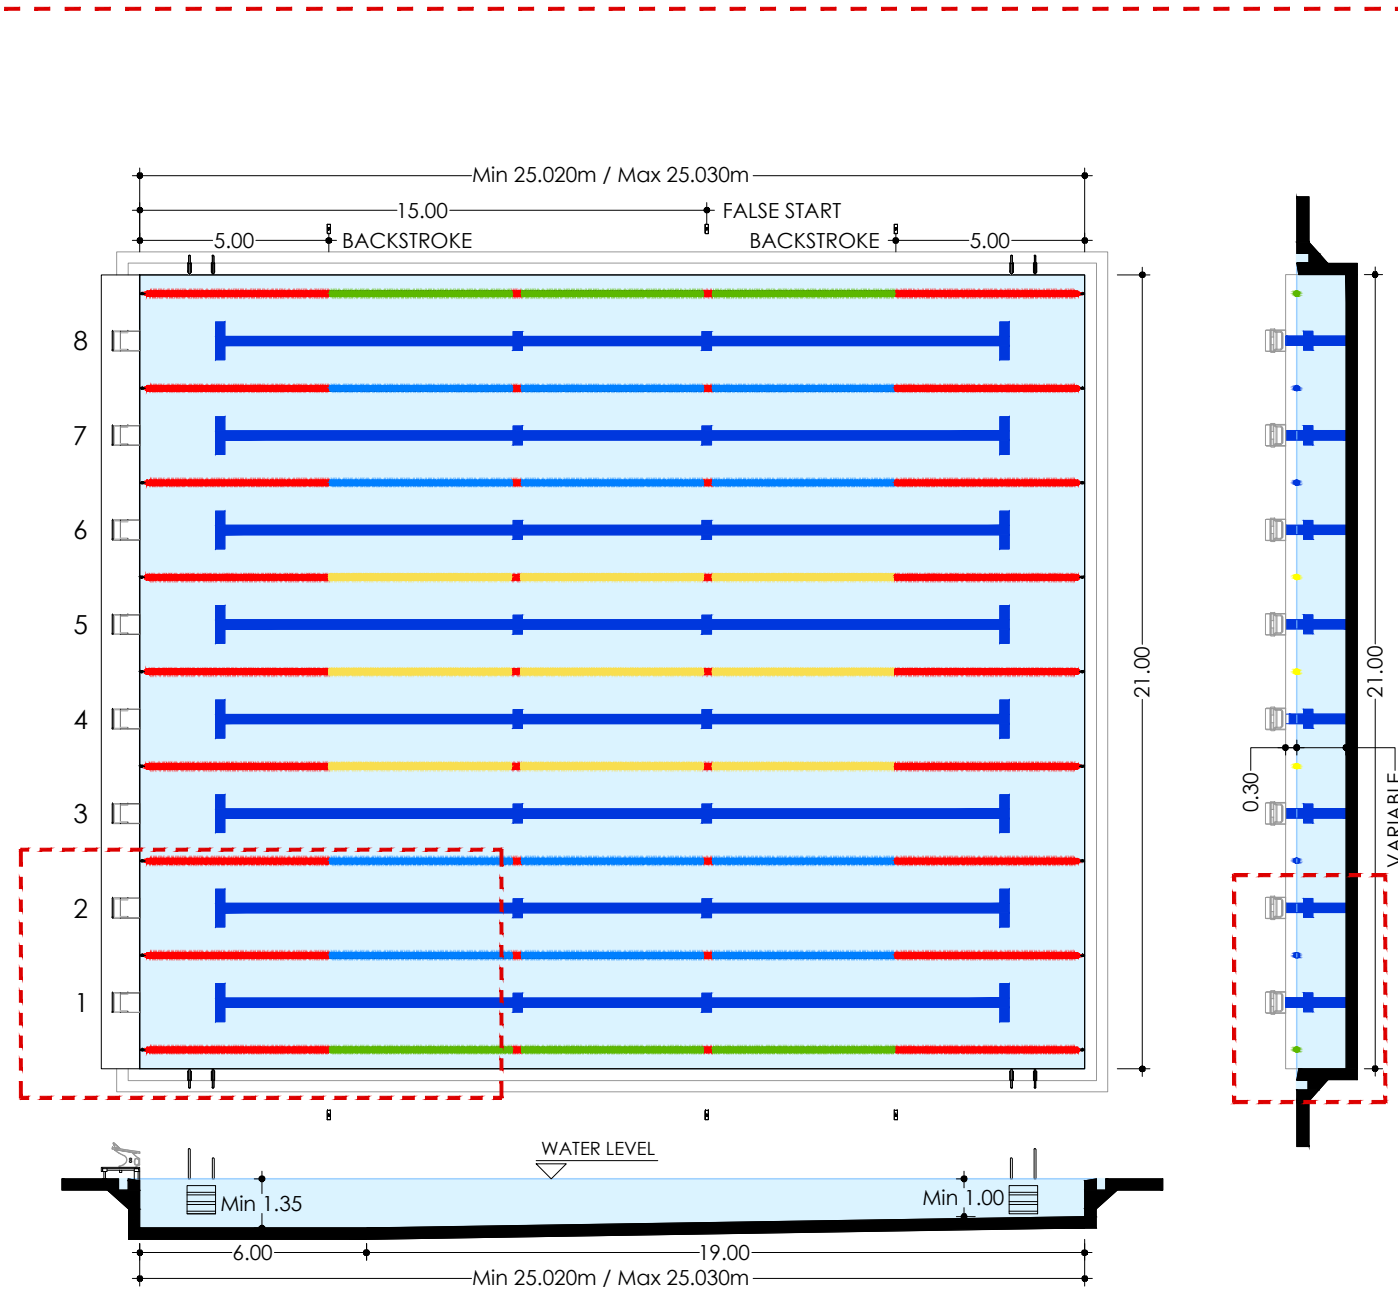 Min 25.020m / Max 25.030m
15.00 FALSE START
5.00 BACKSTROKE BACKSTROKE 5.00
8
7
6
5
4
3
2
1
21.00
21.00
0.30
VARIABLE
WATER LEVEL
Min 1.35
Min 1.00
6.00 19.00
Min 25.020m / Max 25.030m